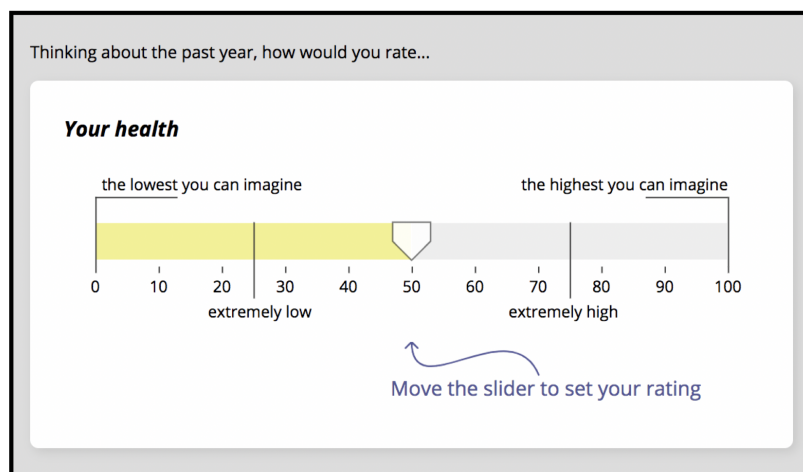 Thinking about the past year, how would you rate...
Your health
the lowest you can imagine the highest you can imagine
0 10 20 30 40 50 60 70 80 90 100
extremely low extremely high
Move the slider to set your rating